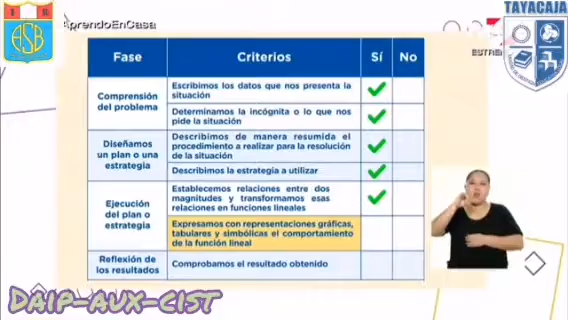 AprendoEnCasa
ESB
TAYACAJA
ESTREN
Fase
Criterios
Sí
No
Comprensión
del problema
Escribimos los datos que nos presenta la
situación
Determinamos la incógnita o lo que nos
pide la situación
Diseñamos
un plan o una
estrategia
Describimos de manera resumida el
procedimiento a realizar para la resolución
de la situación
Describimos la estrategia a utilizar
Ejecución
del plan o
estrategia
Establecemos relaciones entre dos
magnitudes y transformamos esas
relaciones en funciones lineales
Expresamos con representaciones gráficas,
tabulares y simbólicas el comportamiento
de la función lineal
Reflexión de
los resultados
Comprobamos el resultado obtenido
DAIP-AUX-CIST